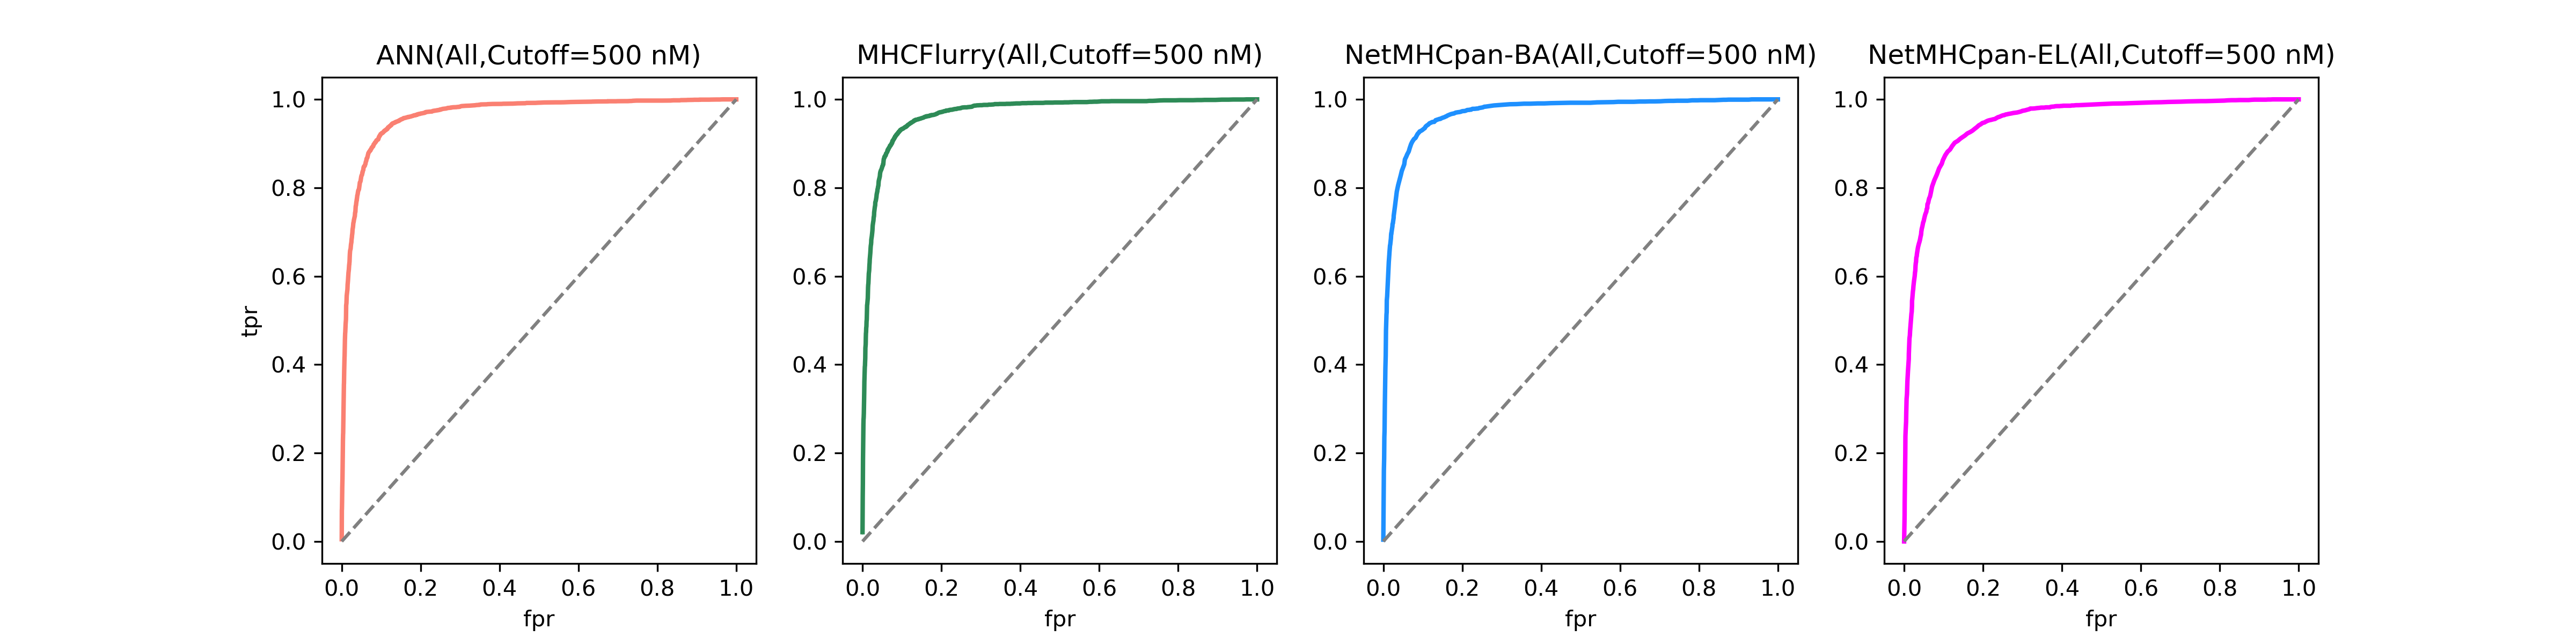 ANN(All,Cutoff=500 nM)
1.0
0.8
0.6
0.4
0.2
0.0
tpr
0.0 0.2 0.4 0.6 0.8 1.0
fpr
MHCFlurry(All,Cutoff=500 nM)
1.0
0.8
0.6
0.4
0.2
0.0
0.0 0.2 0.4 0.6 0.8 1.0
fpr
NetMHCpan-BA(All,Cutoff=500 nM)
1.0
0.8
0.6
0.4
0.2
0.0
0.0 0.2 0.4 0.6 0.8 1.0
fpr
NetMHCpan-EL(All,Cutoff=500 nM)
1.0
0.8
0.6
0.4
0.2
0.0
0.0 0.2 0.4 0.6 0.8 1.0
fpr